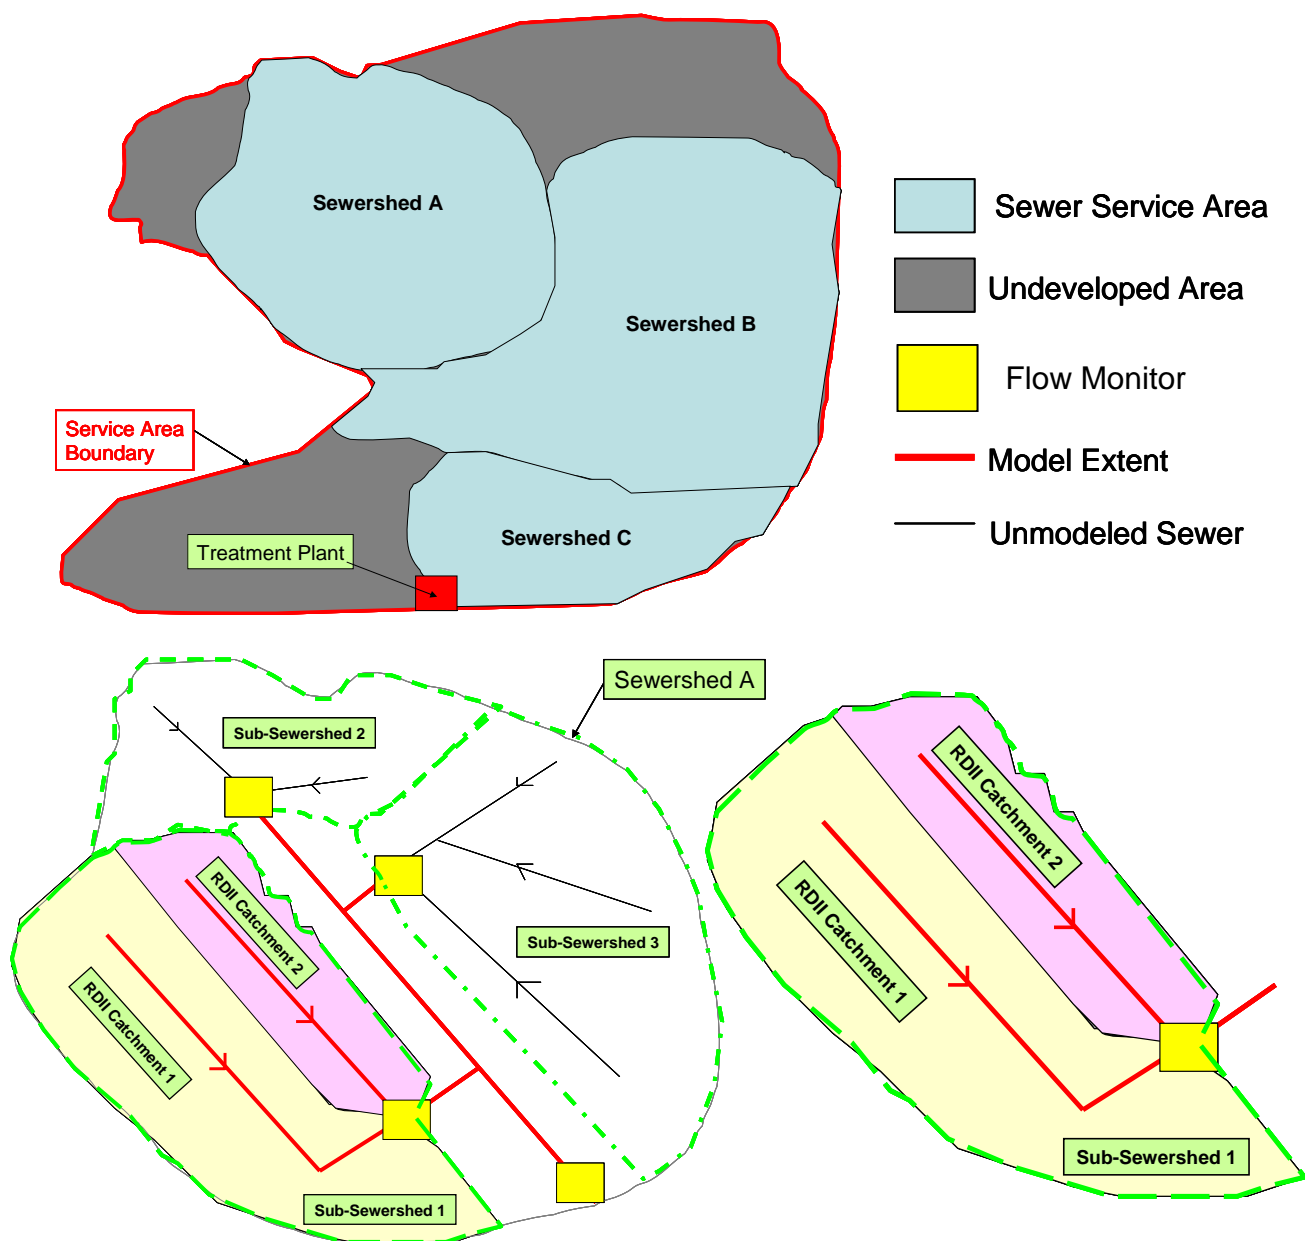 Sewershed A
Sewer Service Area
Undeveloped Area
Sewershed B
Flow Monitor
Service Area
Boundary
Model Extent
Sewershed C
Unmodeled Sewer
Treatment Plant
Sewershed A
Sub-Sewershed 2
RDII Catchment 2
RDII Catchment 1
Sub-Sewershed 3
Sub-Sewershed 1
RDII Catchment 2
RDII Catchment 1
Sub-Sewershed 1